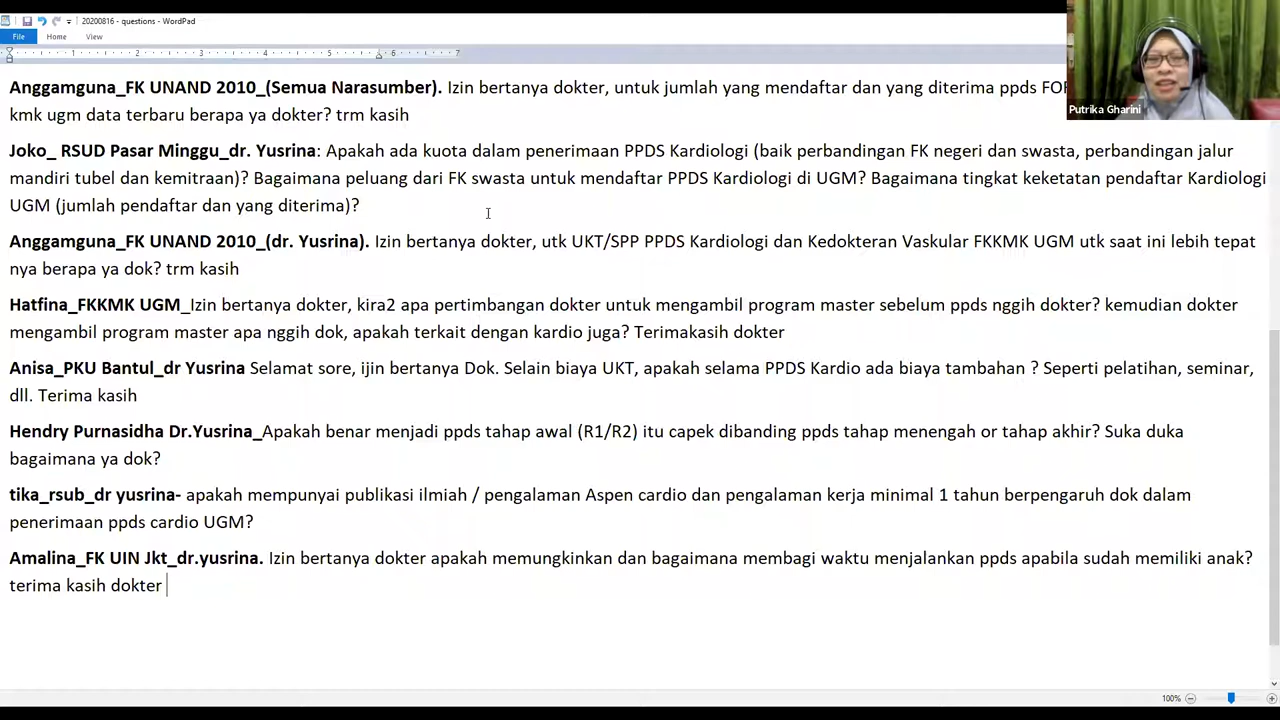 20200816 - questions - WordPad
File Home View
1 2 3 4 5 6 7
Anggamguna_FK UNAND 2010_(Semua Narasumber). Izin bertanya dokter, untuk jumlah yang mendaftar dan yang diterima ppds
kmk ugm data terbaru berapa ya dokter? trm kasih
Putrika Gharini
Joko_ RSUD Pasar Minggu_dr. Yusrina: Apakah ada kuota dalam penerimaan PPDS Kardiologi (baik perbandingan FK negeri dan swasta, perbandingan jalur
mandiri tubel dan kemitraan)? Bagaimana peluang dari FK swasta untuk mendaftar PPDS Kardiologi di UGM? Bagaimana tingkat keketatan pendaftar Kardiologi
UGM (jumlah pendaftar dan yang diterima)?
Anggamguna_FK UNAND 2010_(dr. Yusrina). Izin bertanya dokter, utk UKT/SPP PPDS Kardiologi dan Kedokteran Vaskular FKKMK UGM utk saat ini lebih tepat
nya berapa ya dok? trm kasih
Hatfina_FKKMK UGM_Izin bertanya dokter, kira2 apa pertimbangan dokter untuk mengambil program master sebelum ppds nggih dokter? kemudian dokter
mengambil program master apa nggih dok, apakah terkait dengan kardio juga? Terimakasih dokter
Anisa_PKU Bantul_dr Yusrina Selamat sore, ijin bertanya Dok. Selain biaya UKT, apakah selama PPDS Kardio ada biaya tambahan ? Seperti pelatihan, seminar,
dll. Terima kasih
Hendry Purnasidha Dr.Yusrina_Apakah benar menjadi ppds tahap awal (R1/R2) itu capek dibanding ppds tahap menengah or tahap akhir? Suka duka
bagaimana ya dok?
tika_rsub_dr yusrina- apakah mempunyai publikasi ilmiah / pengalaman Aspen cardio dan pengalaman kerja minimal 1 tahun berpengaruh dok dalam
penerimaan ppds cardio UGM?
Amalina_FK UIN Jkt_dr.yusrina. Izin bertanya dokter apakah memungkinkan dan bagaimana membagi waktu menjalankan ppds apabila sudah memiliki anak?
terima kasih dokter
100%